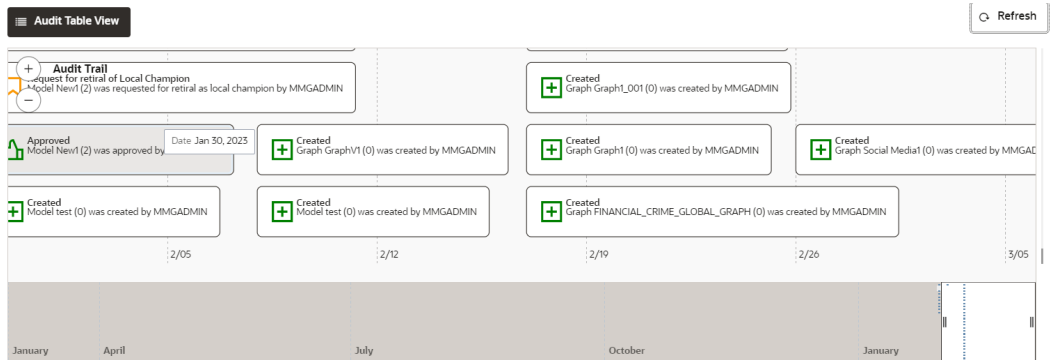 Audit Table View
Refresh
Audit Trail
Request for retiral of Local Champion
Model New1 (2) was requested for retiral as local champion by MMGADMIN
Created
Graph Graph1_001 (0) was created by MMGADMIN
Approved
Model New1 (2) was approved by
Date Jan 30, 2023
Created
Graph GraphV1 (0) was created by MMGADMIN
Created
Graph Graph1 (0) was created by MMGADMIN
Created
Graph Social Media1 (0) was created by MMGAD
Created
Model test (0) was created by MMGADMIN
Created
Model test (0) was created by MMGADMIN
Created
Graph FINANCIAL_CRIME_GLOBAL_GRAPH (0) was created by MMGADMIN
2/05 2/12 2/19 2/26 3/05
January April July October January